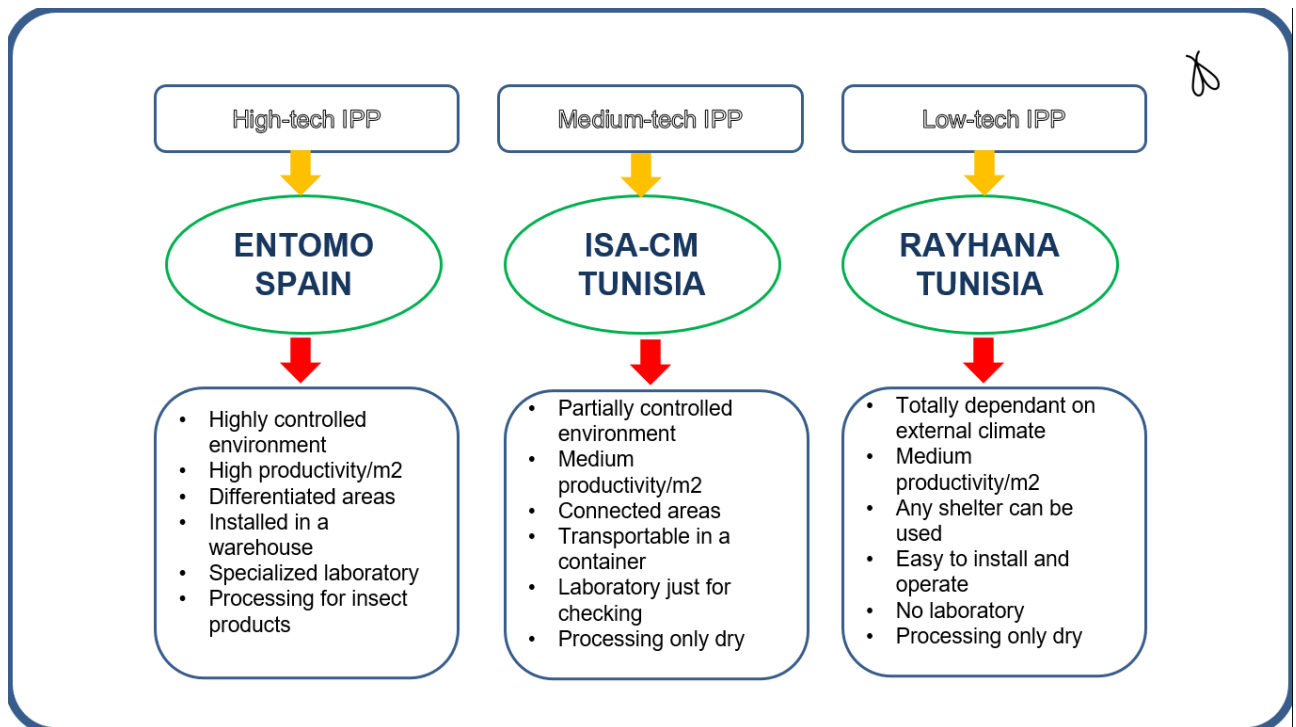 High-tech IPP
ENTOMO
SPAIN
• Highly controlled
environment
• High productivity/m2
• Differentiated areas
• Installed in a
warehouse
• Specialized laboratory
• Processing for insect
products
Medium-tech IPP
ISA-CM
TUNISIA
• Partially controlled
environment
• Medium
productivity/m2
• Connected areas
• Transportable in a
container
• Laboratory just for
checking
• Processing only dry
Low-tech IPP
RAYHANA
TUNISIA
• Totally dependant on
external climate
• Medium
productivity/m2
• Any shelter can be
used
• Easy to install and
operate
• No laboratory
• Processing only dry